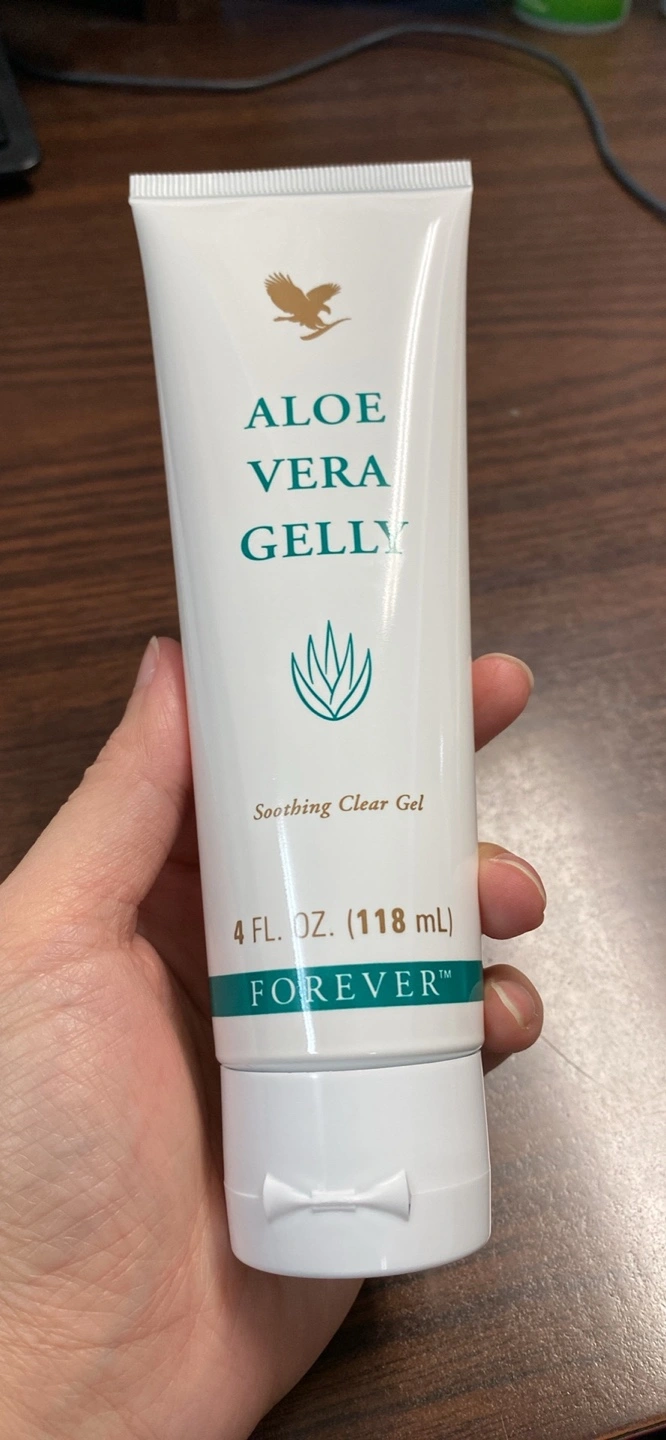 ALOE
VERA
GELLY
Soothing Clear Gel
4 FL. OZ. (118 mL)
FOREVER™